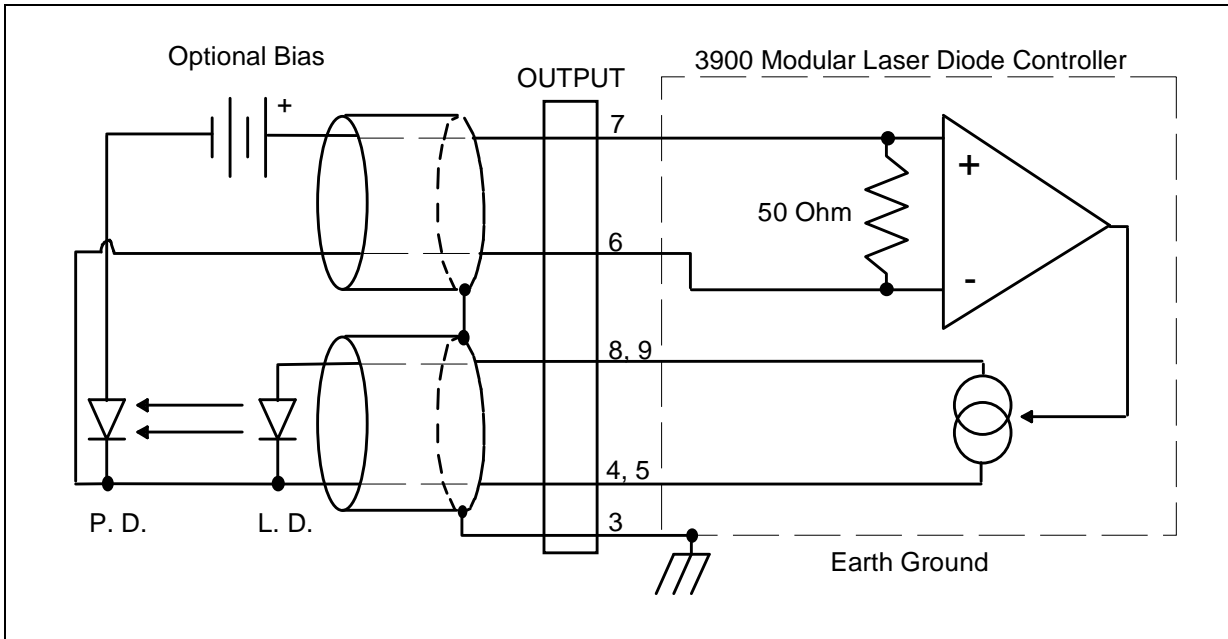 Optional Bias
3900 Modular Laser Diode Controller
OUTPUT
+
7
+
50 Ohm
6
-
8, 9
4, 5
P. D.
L. D.
3
Earth Ground